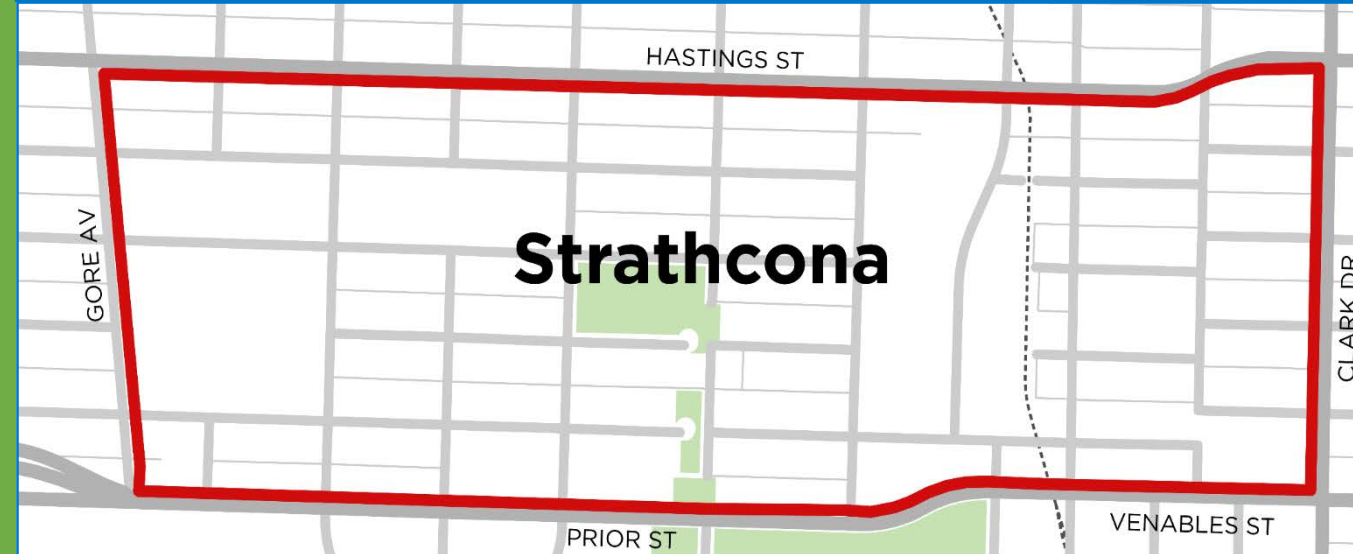 HASTINGS ST
GORE AV
Strathcona
CLARK DR
PRIOR ST
VENABLES ST